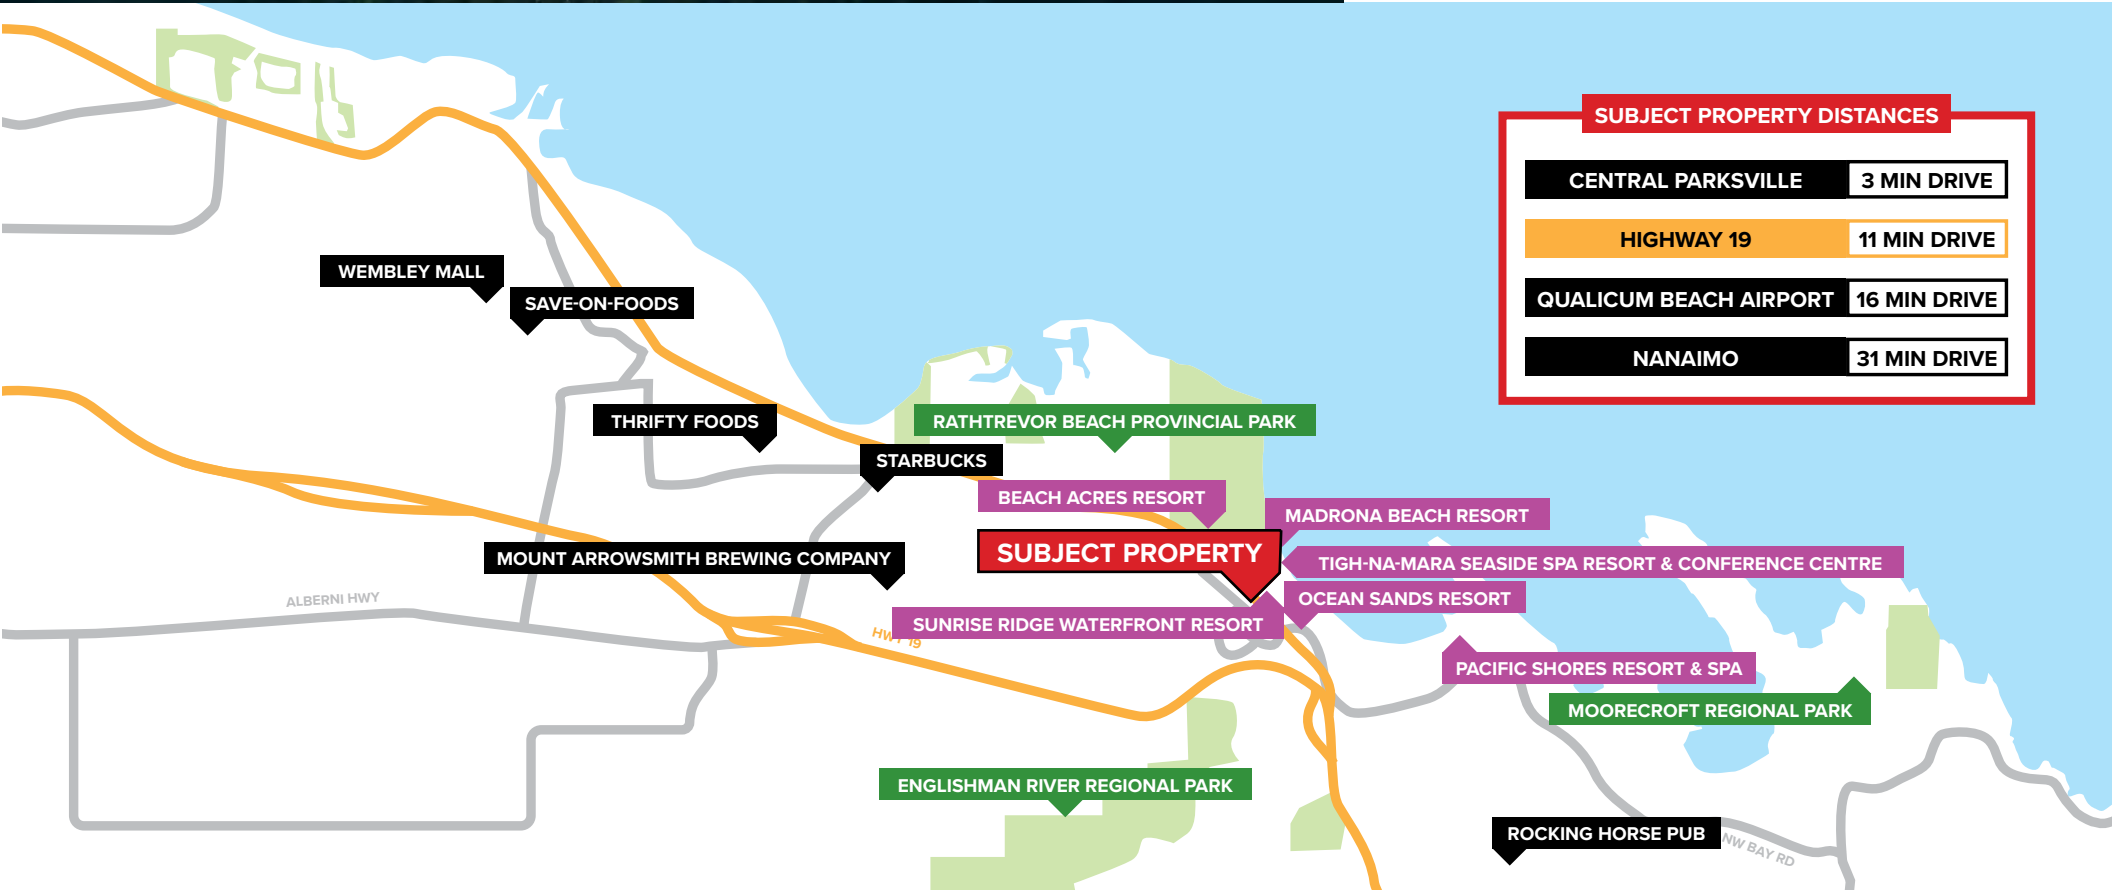 SUBJECT PROPERTY DISTANCES
CENTRAL PARKSVILLE 3 MIN DRIVE
HIGHWAY 19 11 MIN DRIVE
QUALICUM BEACH AIRPORT 16 MIN DRIVE
NANAIMO 31 MIN DRIVE
WEMBLEY MALL
SAVE-ON-FOODS
THRIFTY FOODS
RATHTREVOR BEACH PROVINCIAL PARK
STARBUCKS
BEACH ACRES RESORT
MADRONA BEACH RESORT
SUBJECT PROPERTY
MOUNT ARROWSMITH BREWING COMPANY
TIGH-NA-MARA SEASIDE SPA RESORT & CONFERENCE CENTRE
ALBERNI HWY
OCEAN SANDS RESORT
SUNRISE RIDGE WATERFRONT RESORT
HWY 19
PACIFIC SHORES RESORT & SPA
MOORECROFT REGIONAL PARK
ENGLISHMAN RIVER REGIONAL PARK
ROCKING HORSE PUB
NW BAY RD